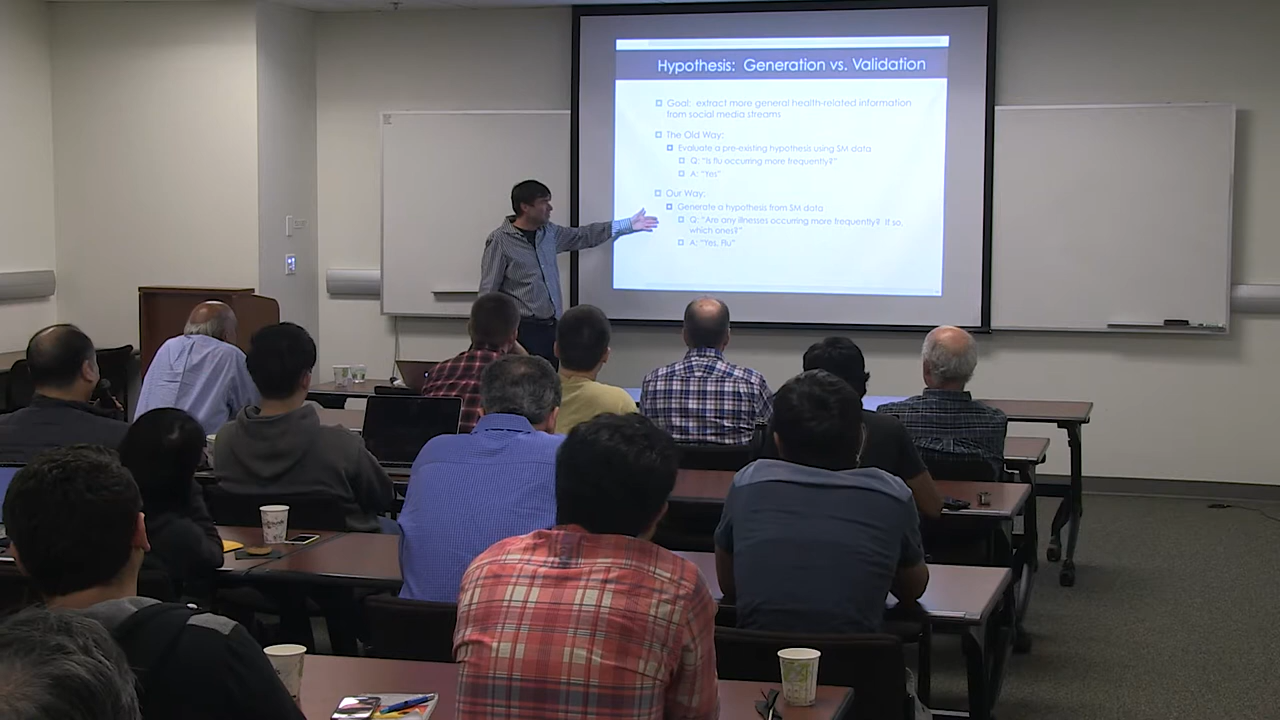 Hypothesis: Generation vs. Validation
Goal: extract more general health-related information
from social media streams
The Old Way:
Evaluate a pre-existing hypothesis using SM data
Q: "Is flu occurring more frequently?"
A: "Yes"
Our Way:
Generate a hypothesis from SM data
Q: "Are any illnesses occurring more frequently? If so,
which ones?"
A: "Yes, Flu"